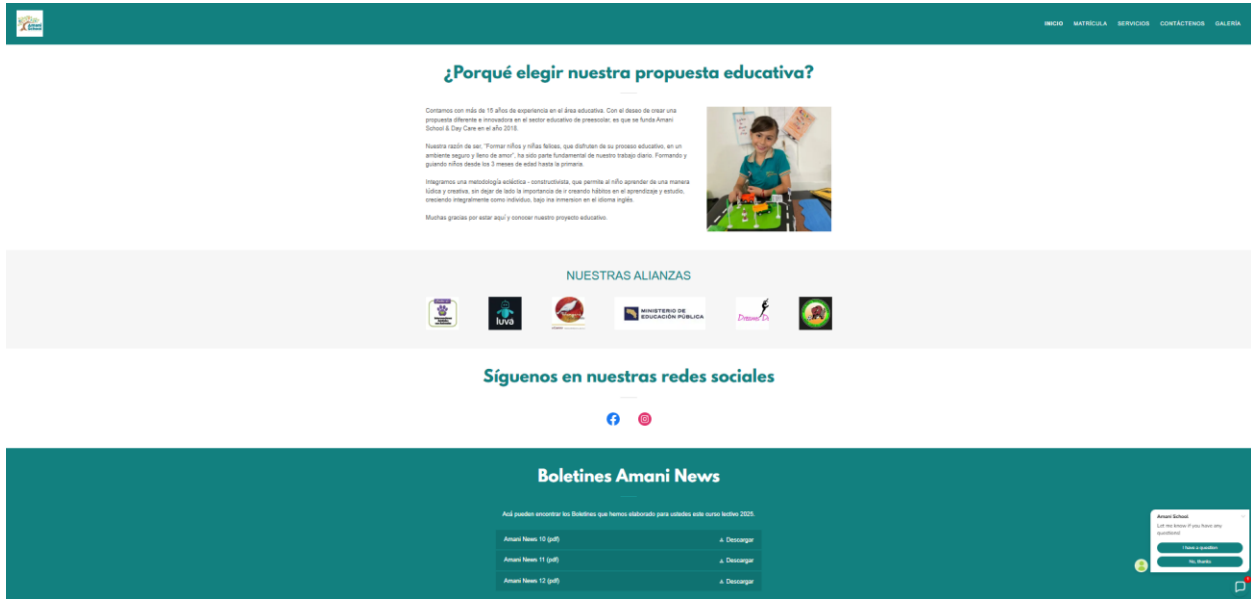 Amani
School
INICIO MATRÍCULA SERVICIOS CONTÁCTENOS GALERÍA
¿Porqué elegir nuestra propuesta educativa?
Contamos con más de 15 años de experiencia en el área educativa. Con el deseo de crear una
propuesta diferente e innovadora en el sector educativo de preescolar, es que se funda Amani
School & Day Care en el año 2018.
Nuestra razón de ser, "Formar niños y niñas felices, que disfruten de su proceso educativo, en un
ambiente seguro y lleno de amor", ha sido parte fundamental de nuestro trabajo diario. Formando y
guiando niños desde los 3 meses de edad hasta la primaria.
Integramos una metodología ecléctica - constructivista, que permite al niño aprender de una manera
lúdica y creativa, sin dejar de lado la importancia de ir creando hábitos en el aprendizaje y estudio,
creciendo integralmente como individuo, bajo ina inmersion en el idioma inglés.
Muchas gracias por estar aquí y conocer nuestro proyecto educativo.
NUESTRAS ALIANZAS
luva
MINISTERIO DE
EDUCACIÓN PÚBLICA
Síguenos en nuestras redes sociales
Boletines Amani News
Acá pueden encontrar los Boletines que hemos elaborado para ustedes este curso lectivo 2025.
Amani News 10 (pdf) Descargar
Amani News 11 (pdf) Descargar
Amani News 12 (pdf) Descargar
Amani School
Let me know if you have any
questions!
I have a question
No, thanks